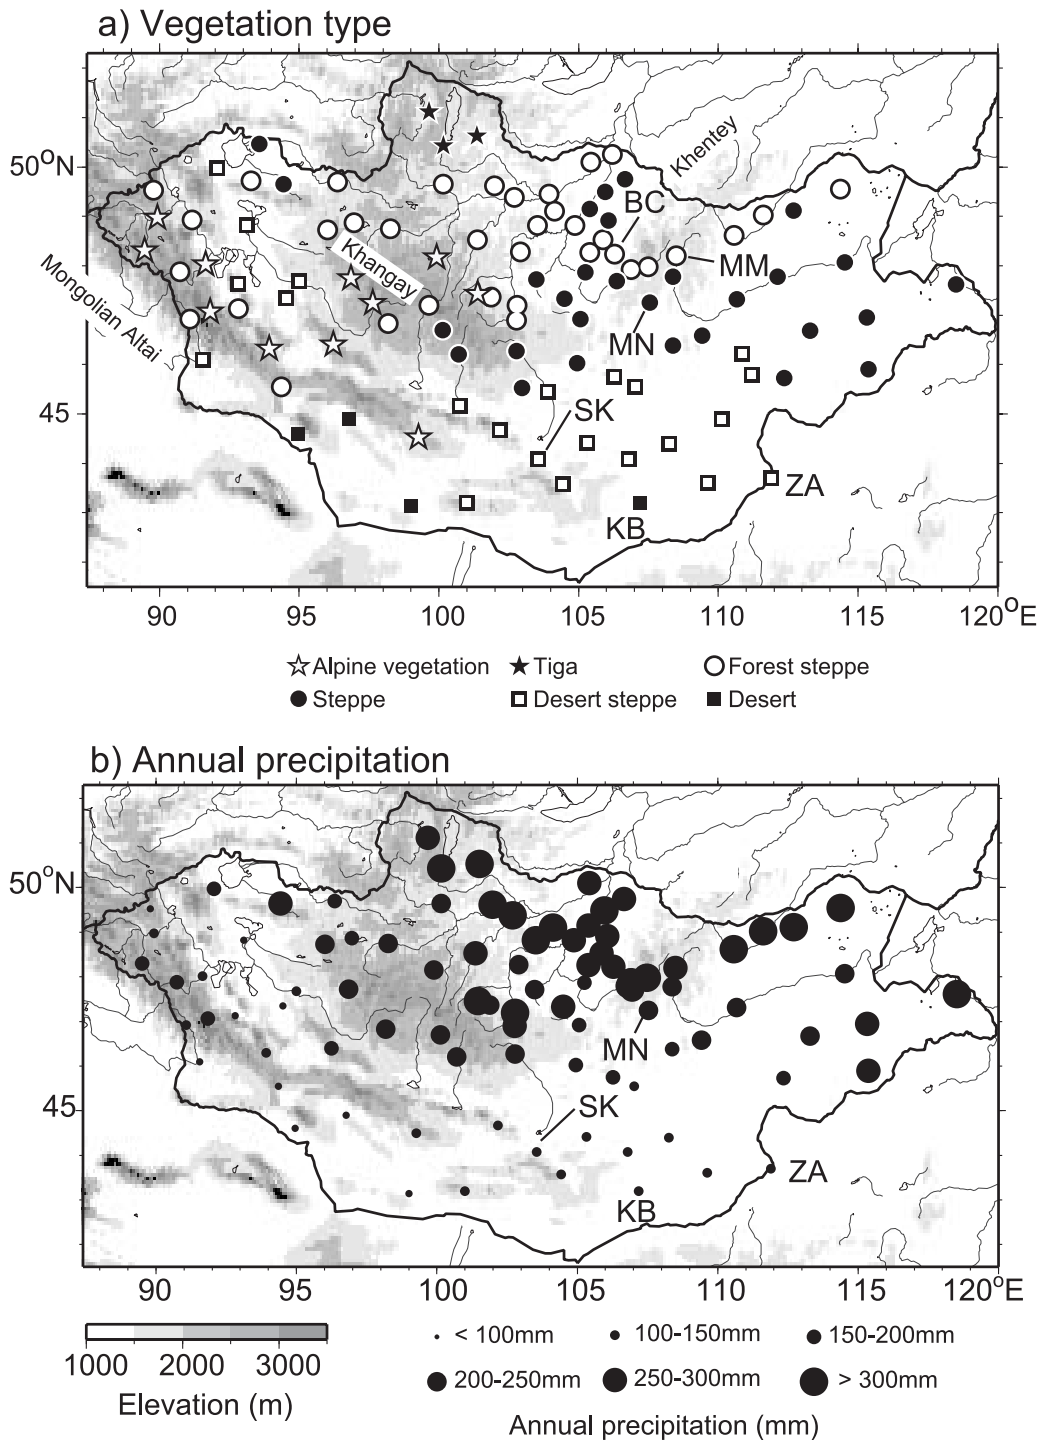 a) Vegetation type
50°N
Khentey
BC
MM
Khangay
Mongolian Altai
MN
45
SK
ZA
KB
90 95 100 105 110 115 120°E
Alpine vegetation Tiga Forest steppe
Steppe Desert steppe Desert
b) Annual precipitation
50°N
MN
45
SK
ZA
KB
90 95 100 105 110 115 120°E
1000 2000 3000
Elevation (m)
< 100mm 100-150mm 150-200mm
200-250mm 250-300mm > 300mm
Annual precipitation (mm)